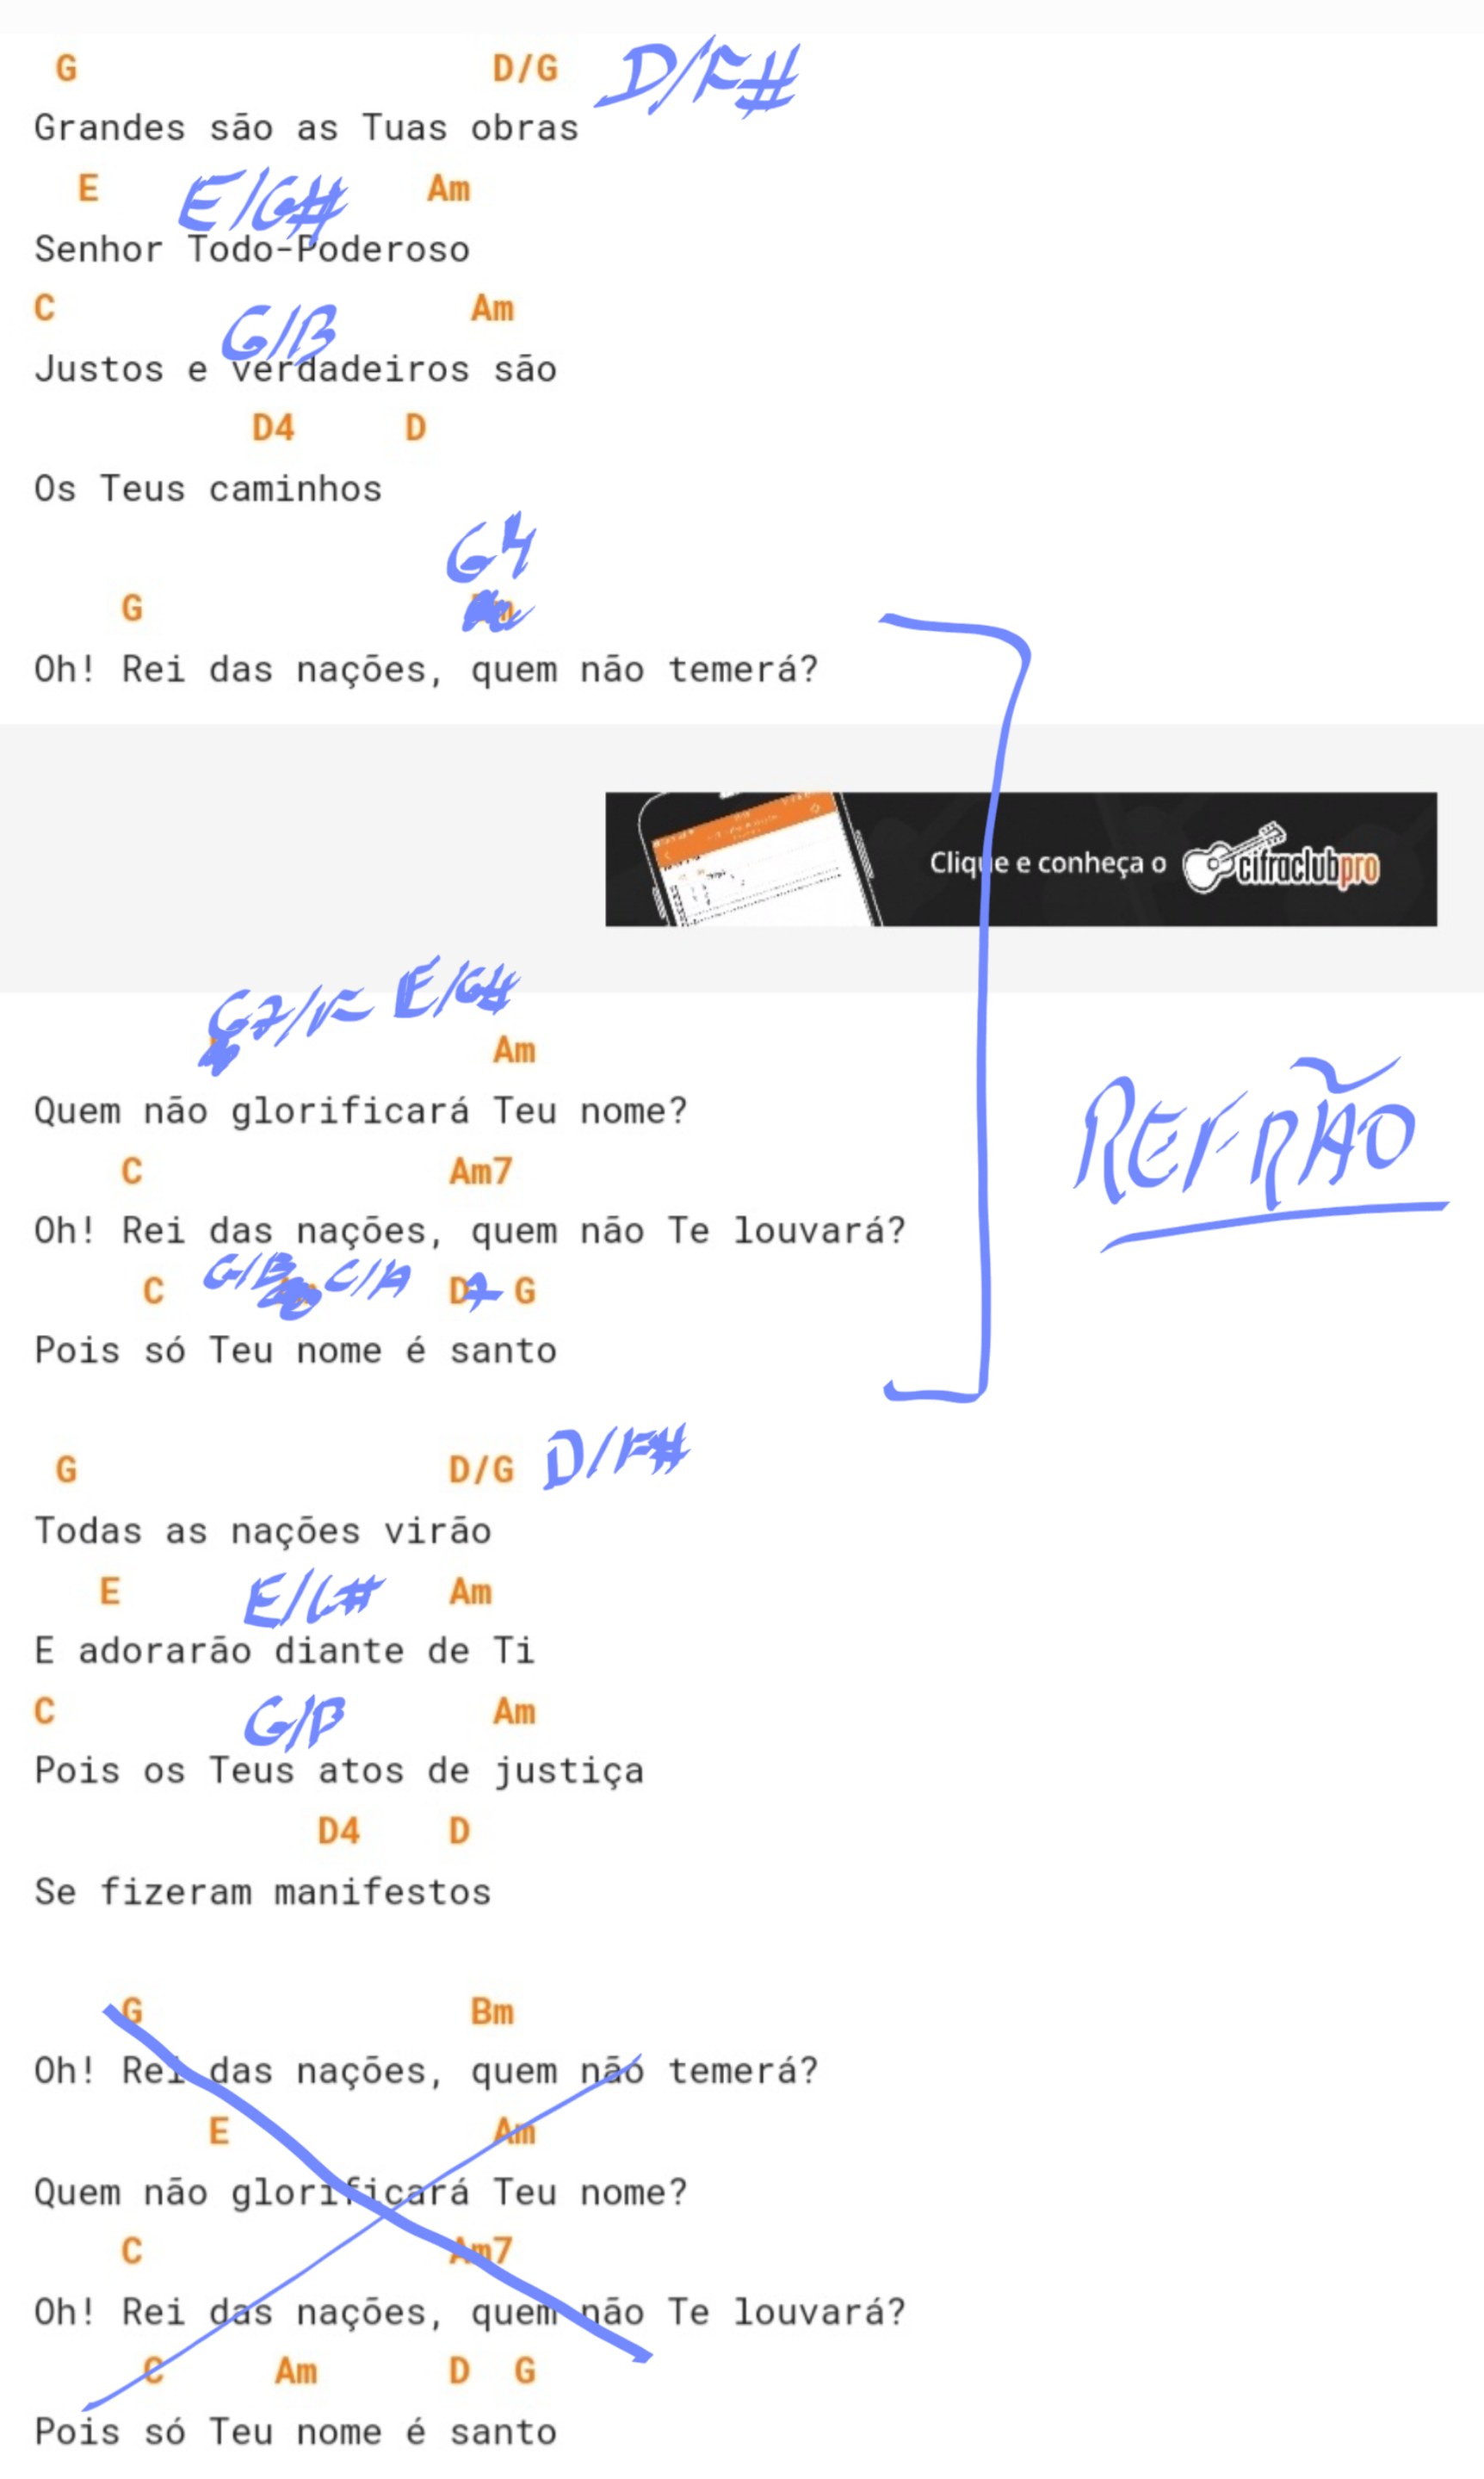 G D/G D/F#
Grandes são as Tuas obras
E E/G# Am
Senhor Todo-Poderoso
C G/B Am
Justos e verdadeiros são
D4 D
Os Teus caminhos
G4
G
Oh! Rei das nações, quem não temerá?
Clique e conheça o cifraclubpro
G7/F E/G#
Am
Quem não glorificará Teu nome?
REFRÃO
C Am7
Oh! Rei das nações, quem não Te louvará?
C G/B C/A D7 G
Pois só Teu nome é santo
G D/G D/F#
Todas as nações virão
E E/G# Am
E adorarão diante de Ti
C G/B Am
Pois os Teus atos de justiça
D4 D
Se fizeram manifestos
G Bm
Oh! Rei das nações, quem não temerá?
E Am
Quem não glorificará Teu nome?
C Am7
Oh! Rei das nações, quem não Te louvará?
C Am D G
Pois só Teu nome é santo